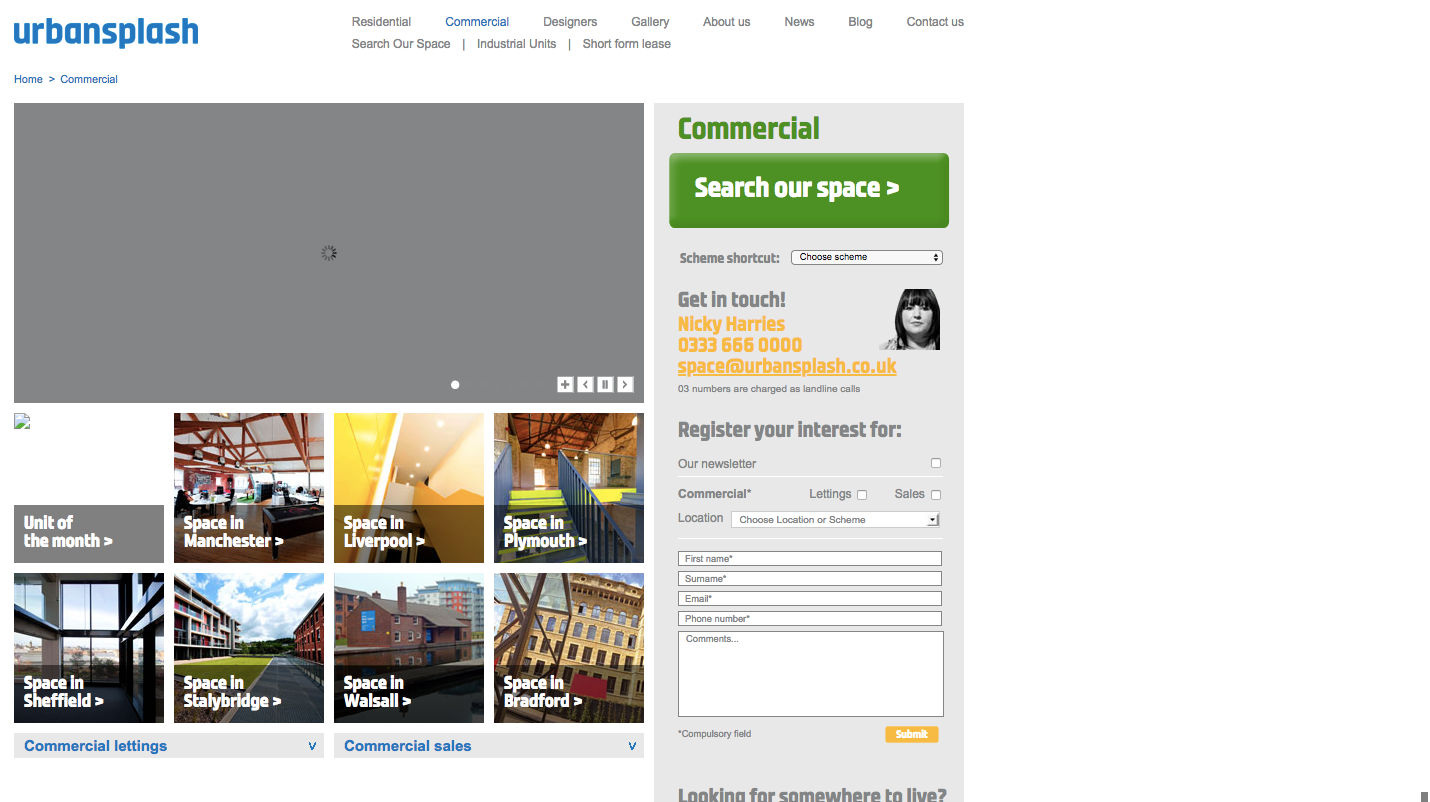 urbansplash
Residential Commercial Designers Gallery About us News Blog Contact us
Search Our Space | Industrial Units | Short form lease
Home > Commercial
Commercial
Search our space >
Scheme shortcut: Choose scheme
Get in touch!
Nicky Harries
0333 666 0000
space@urbansplash.co.uk
03 numbers are charged as landline calls
Register your interest for:
Our newsletter
Commercial* Lettings Sales
Location Choose Location or Scheme
First name*
Surname*
Email*
Phone number*
Comments...
*Compulsory field Submit
Looking for somewhere to live?
Unit of
the month >
Space in
Manchester >
Space in
Liverpool >
Space in
Plymouth >
Space in
Sheffield >
Space in
Stalybridge >
Space in
Walsall >
Space in
Bradford >
Commercial lettings v
Commercial sales v